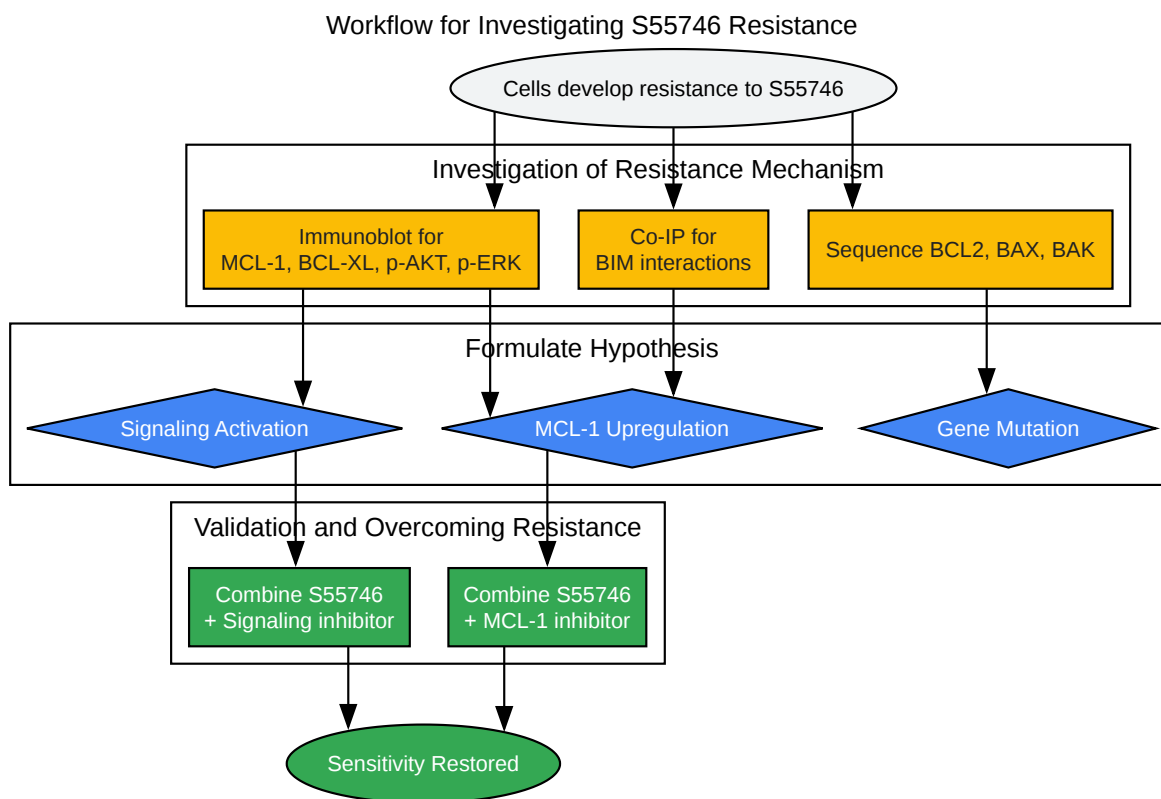 Workflow for Investigating S55746 Resistance
Cells develop resistance to S55746
Investigation of Resistance Mechanism
Immunoblot for
MCL-1, BCL-XL, p-AKT, p-ERK
Co-IP for
BIM interactions
Sequence BCL2, BAX, BAK
Formulate Hypothesis
Signaling Activation
MCL-1 Upregulation
Gene Mutation
Validation and Overcoming Resistance
Combine S55746
+ Signaling inhibitor
Combine S55746
+ MCL-1 inhibitor
Sensitivity Restored